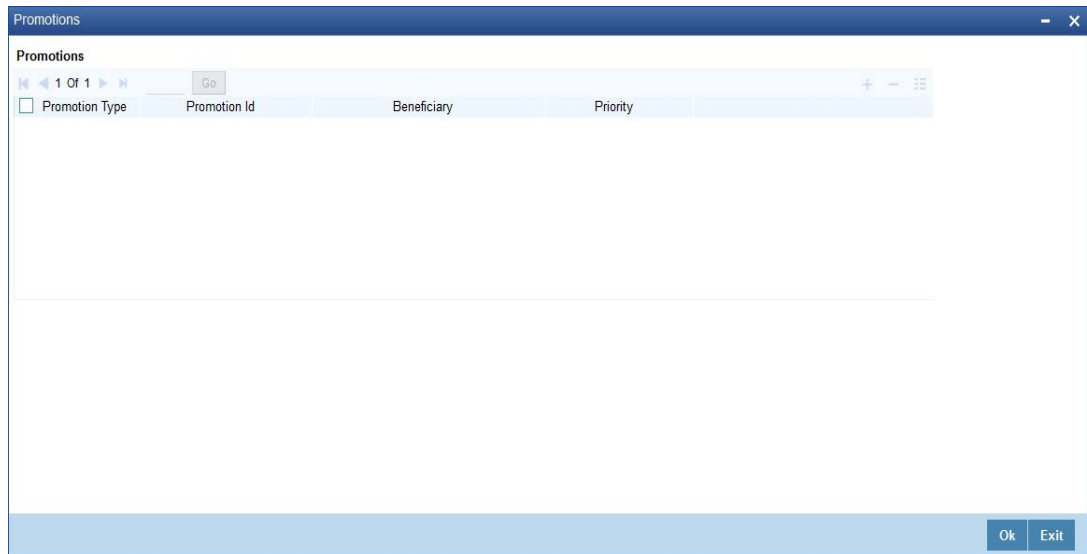 Promotions
Promotions
1 Of 1 Go
Promotion Type Promotion Id Beneficiary Priority
Ok Exit